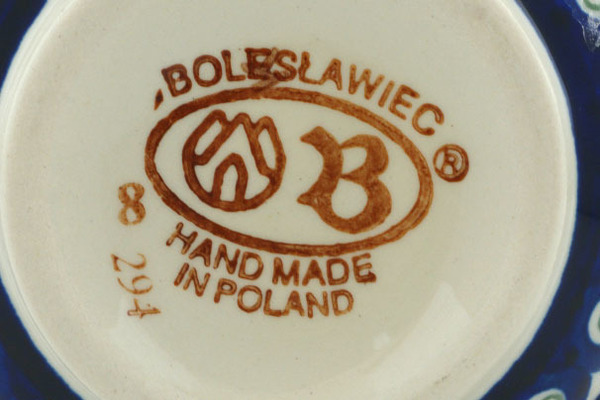 BOLESŁAWIEC ®
B
HAND MADE
IN POLAND
8
294